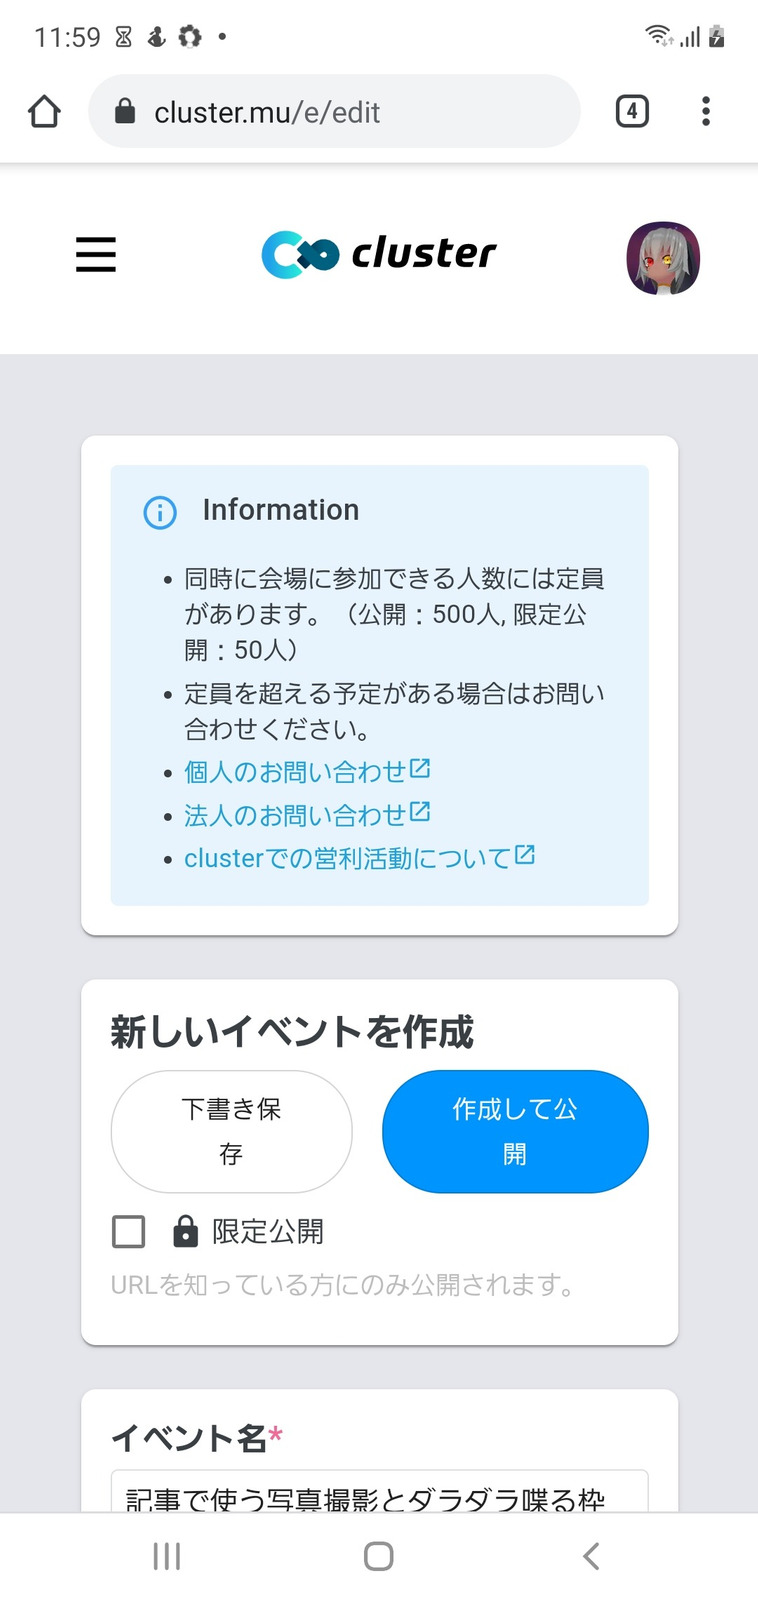 11:59
cluster.mu/e/edit
4
cluster
Information
• 同時に会場に参加できる人数には定員
があります。（公開：500人, 限定公
開：50人）
• 定員を超える予定がある場合はお問い
合わせください。
• 個人のお問い合わせ
• 法人のお問い合わせ
• clusterでの営利活動について
新しいイベントを作成
下書き保
存
作成して公
開
限定公開
URLを知っている方にのみ公開されます。
イベント名*
記事で使う写真撮影とダラダラ喋る枠